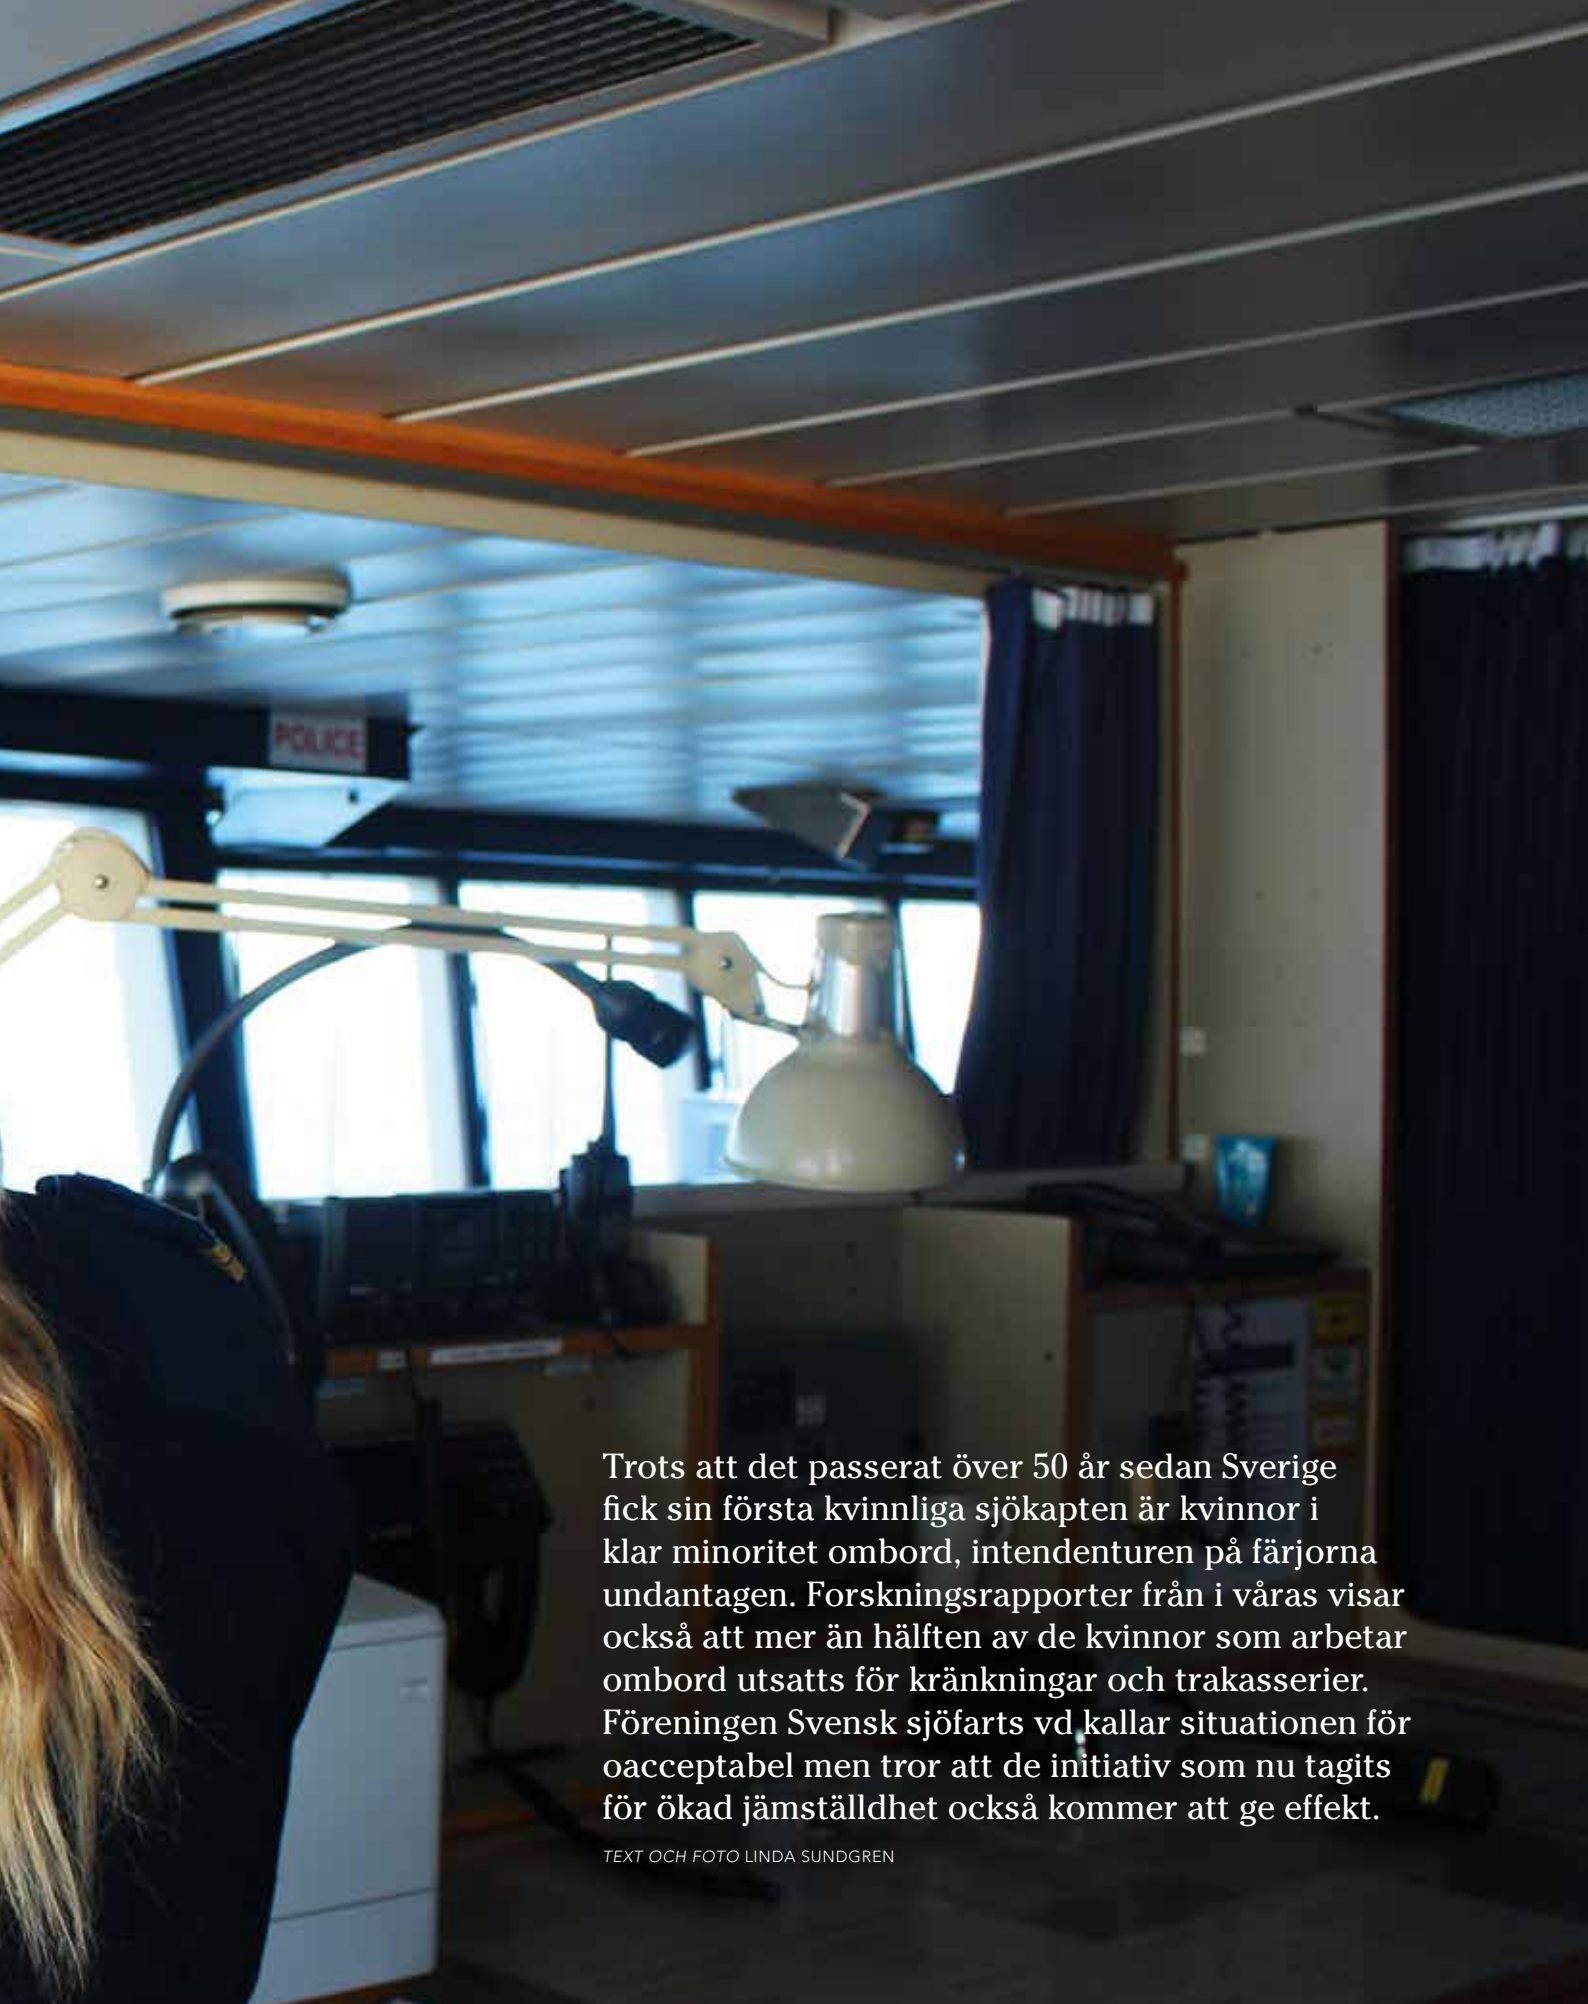 POLICE
Trots att det passerat över 50 år sedan Sverige
fick sin första kvinnliga sjökapten är kvinnor i
klar minoritet ombord, intendenturen på färjorna
undantagen. Forskningsrapporter från i våras visar
också att mer än hälften av de kvinnor som arbetar
ombord utsatts för kränkningar och trakasserier.
Föreningen Svensk sjöfarts vd kallar situationen för
oacceptabel men tror att de initiativ som nu tagits
för ökad jämställdhet också kommer att ge effekt.
TEXT OCH FOTO LINDA SUNDGREN